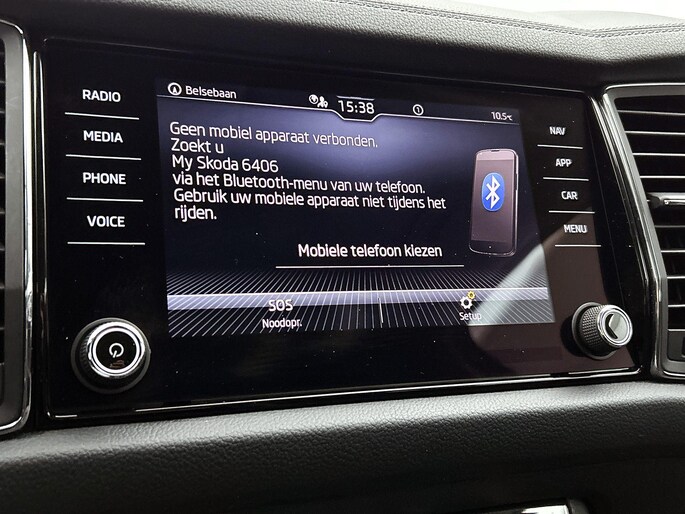 RADIO
MEDIA
PHONE
VOICE
Belsebaan
15:38
1
10.5°C
Geen mobiel apparaat verbonden.
Zoekt u
My Skoda 6406
via het Bluetooth-menu van uw telefoon.
Gebruik uw mobiele apparaat niet tijdens het
rijden.
Mobiele telefoon kiezen
SOS
Noodopr.
Setup
NAV
APP
CAR
MENU